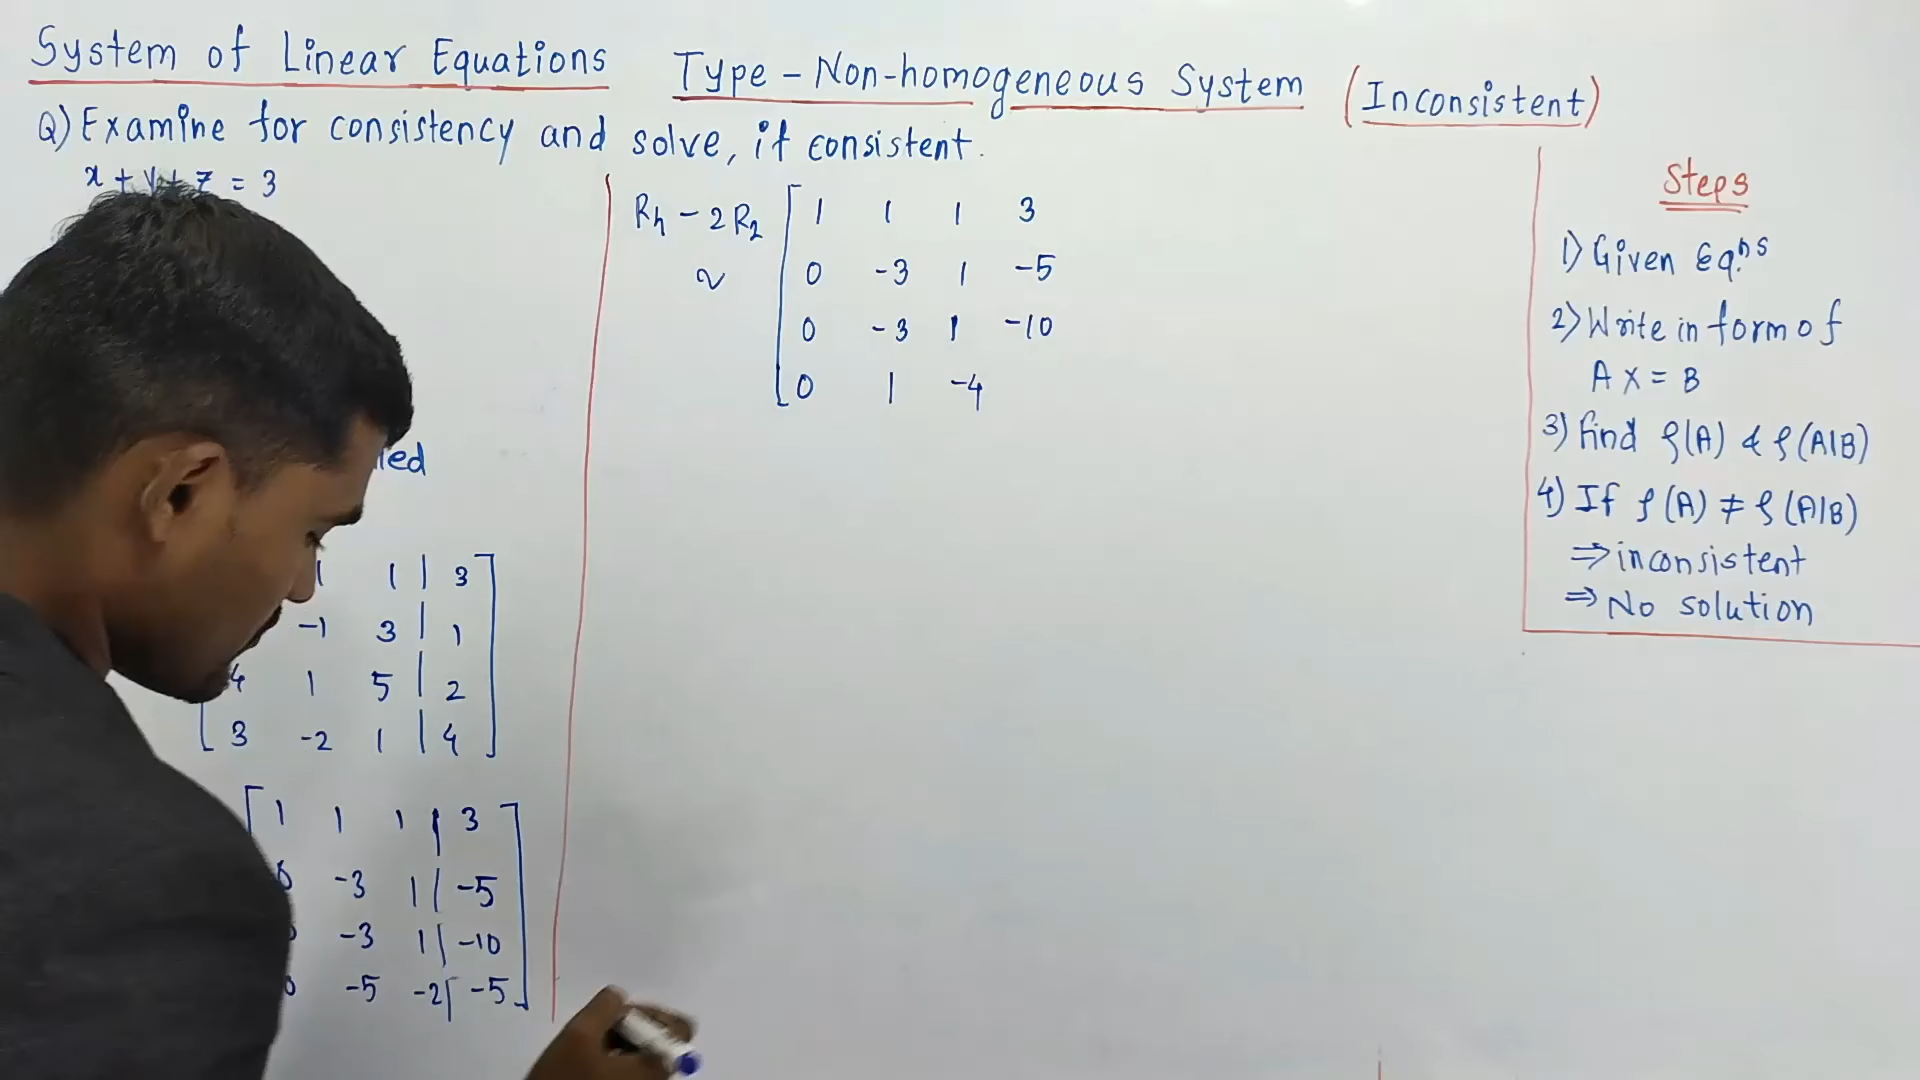 System of Linear Equations Type - Non-homogeneous System (Inconsistent)
Q) Examine for consistency and solve, if consistent.
x + y + z = 3
1 3
-1 3 | 1
4 1 5 | 2
3 -2 1 | 4
1 1 1 | 3
-3 1 | -5
-3 1 | -10
-5 -2 | -5
R4 - 2R2 1 1 1 3
~ 0 -3 1 -5
0 -3 1 -10
0 1 -4
Steps
1) Given Eqns
2) Write in form of
AX = B
3) Find ρ(A) & ρ(A|B)
4) If ρ(A) ≠ ρ(A|B)
⇒ inconsistent
⇒ No solution